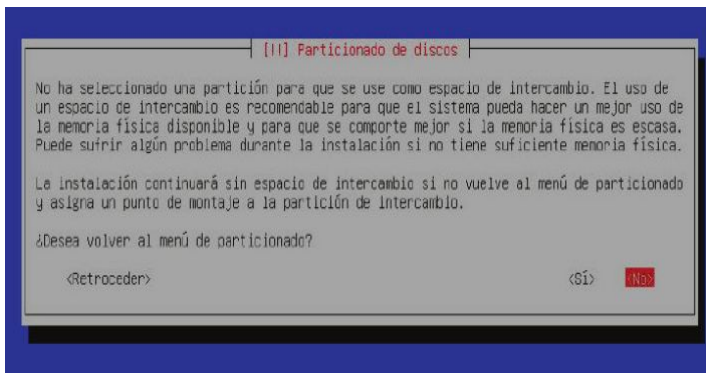 [!!] Particionado de discos
No ha seleccionado una partición para que se use como espacio de intercambio. El uso de
un espacio de intercambio es recomendable para que el sistema pueda hacer un mejor uso de
la memoria física disponible y para que se comporte mejor si la memoria física es escasa.
Puede sufrir algún problema durante la instalación si no tiene suficiente memoria física.
La instalación continuará sin espacio de intercambio si no vuelve al menú de particionado
y asigna un punto de montaje a la partición de intercambio.
¿Desea volver al menú de particionado?
<Retroceder> <Sí> <No>